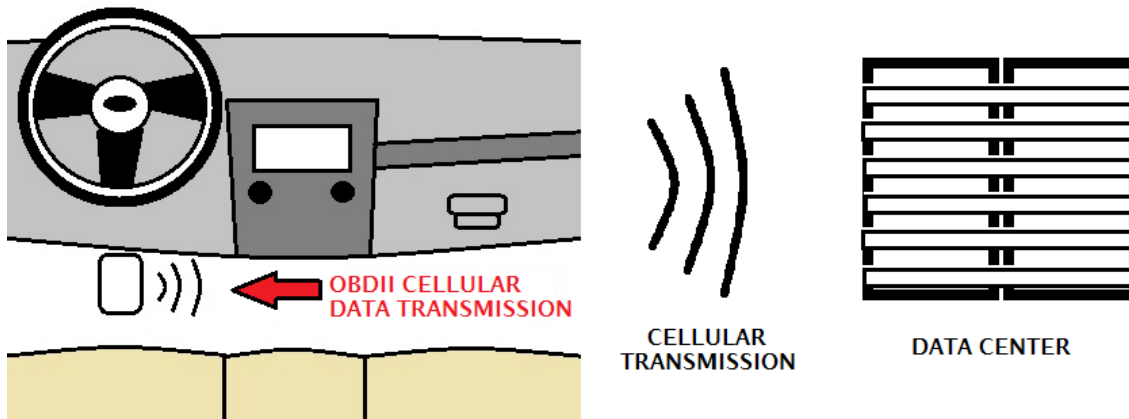 OBDII CELLULAR
DATA TRANSMISSION
CELLULAR
TRANSMISSION
DATA CENTER